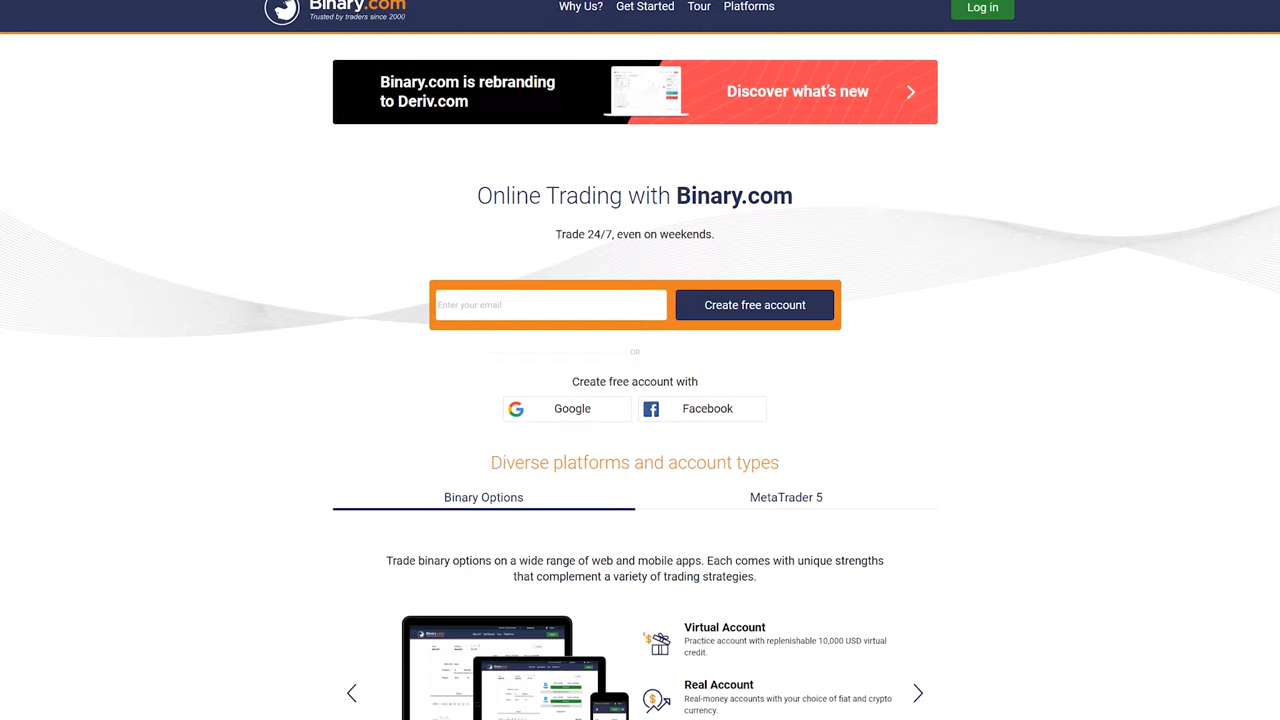 Binary.com
Trusted by traders since 2000
Why Us? Get Started Tour Platforms
Log in
Binary.com is rebranding
to Deriv.com
Discover what's new
Online Trading with Binary.com
Trade 24/7, even on weekends.
Enter your email
Create free account
OR
Create free account with
Google
Facebook
Diverse platforms and account types
Binary Options
MetaTrader 5
Trade binary options on a wide range of web and mobile apps. Each comes with unique strengths
that complement a variety of trading strategies.
Virtual Account
Practice account with replenishable 10,000 USD virtual
credit.
Real Account
Real-money accounts with your choice of fiat and crypto
currency.
Binary.com
Binary.com